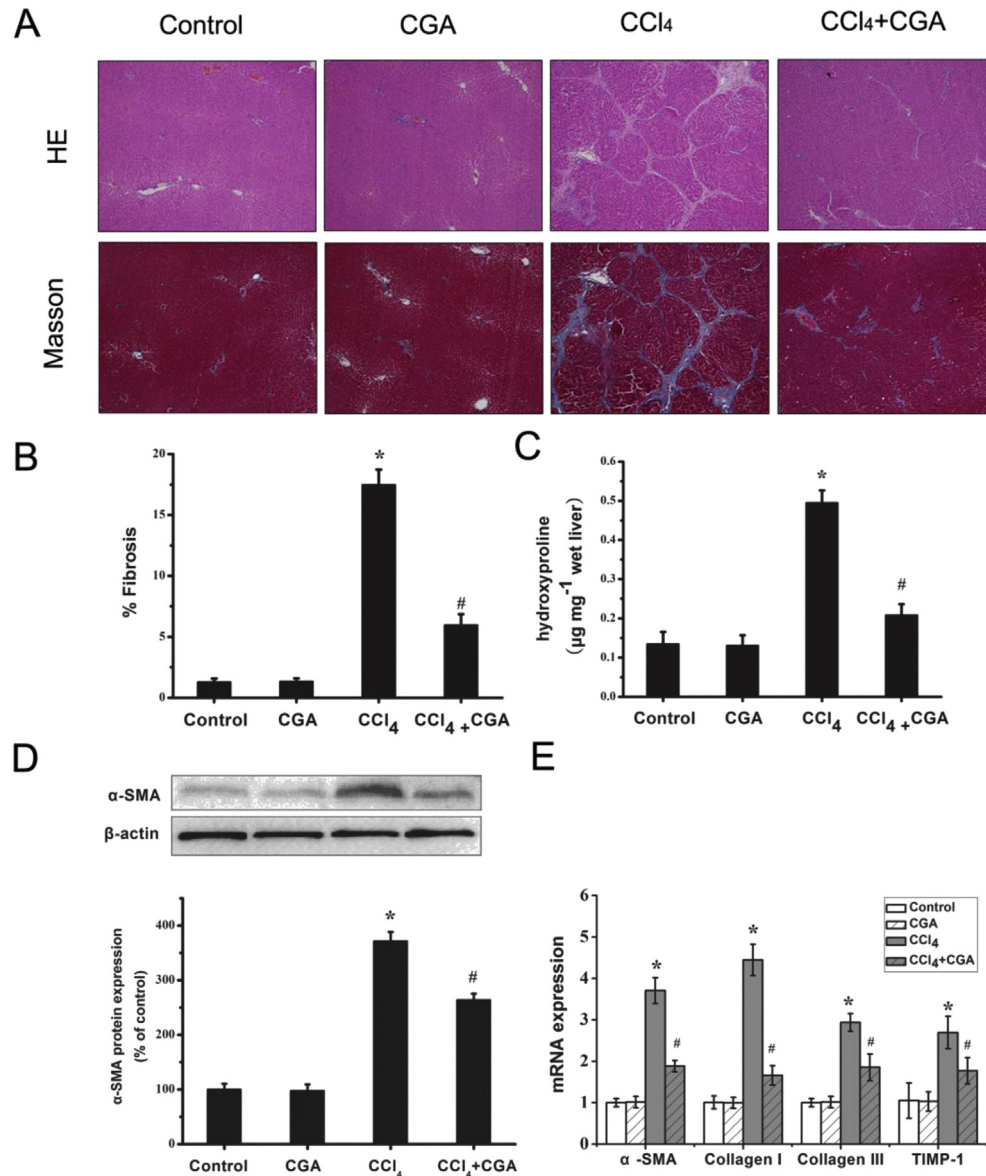 A
Control
CGA
CCl₄
CCl₄+CGA
HE
Masson
B
% Fibrosis
20
15
10
5
0
*
#
Control
CGA
CCl₄
CCl₄ +CGA
C
hydroxyproline
(μg mg⁻¹ wet liver)
0.6
0.5
0.4
0.3
0.2
0.1
0.0
*
#
Control
CGA
CCl₄
CCl₄ +CGA
D
α-SMA
β-actin
α-SMA protein expression
(% of control)
400
300
200
100
0
*
#
Control
CGA
CCl₄
CCl₄+CGA
E
mRNA expression
6
5
4
3
2
1
0
Control
CGA
CCl₄
CCl₄+CGA
*
#
*
#
*
#
*
#
α -SMA
Collagen I
Collagen III
TIMP-1